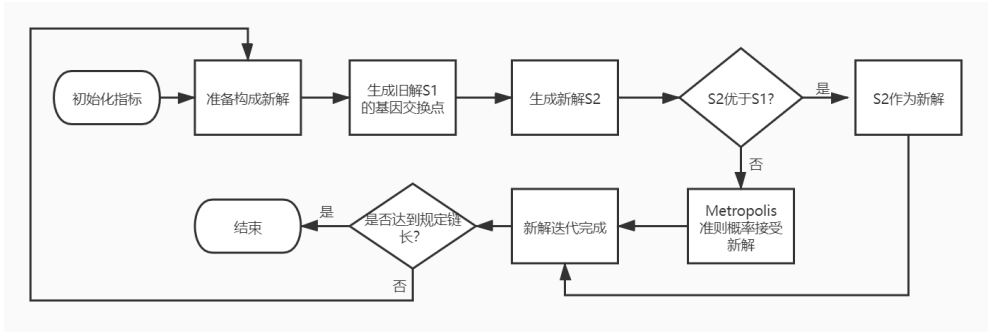 初始化指标
准备构成新解
生成旧解S1
的基因交换点
生成新解S2
S2优于S1?
是
S2作为新解
否
Metropolis
准则概率接受
新解
新解迭代完成
是否达到规定链
长?
是
结束
否